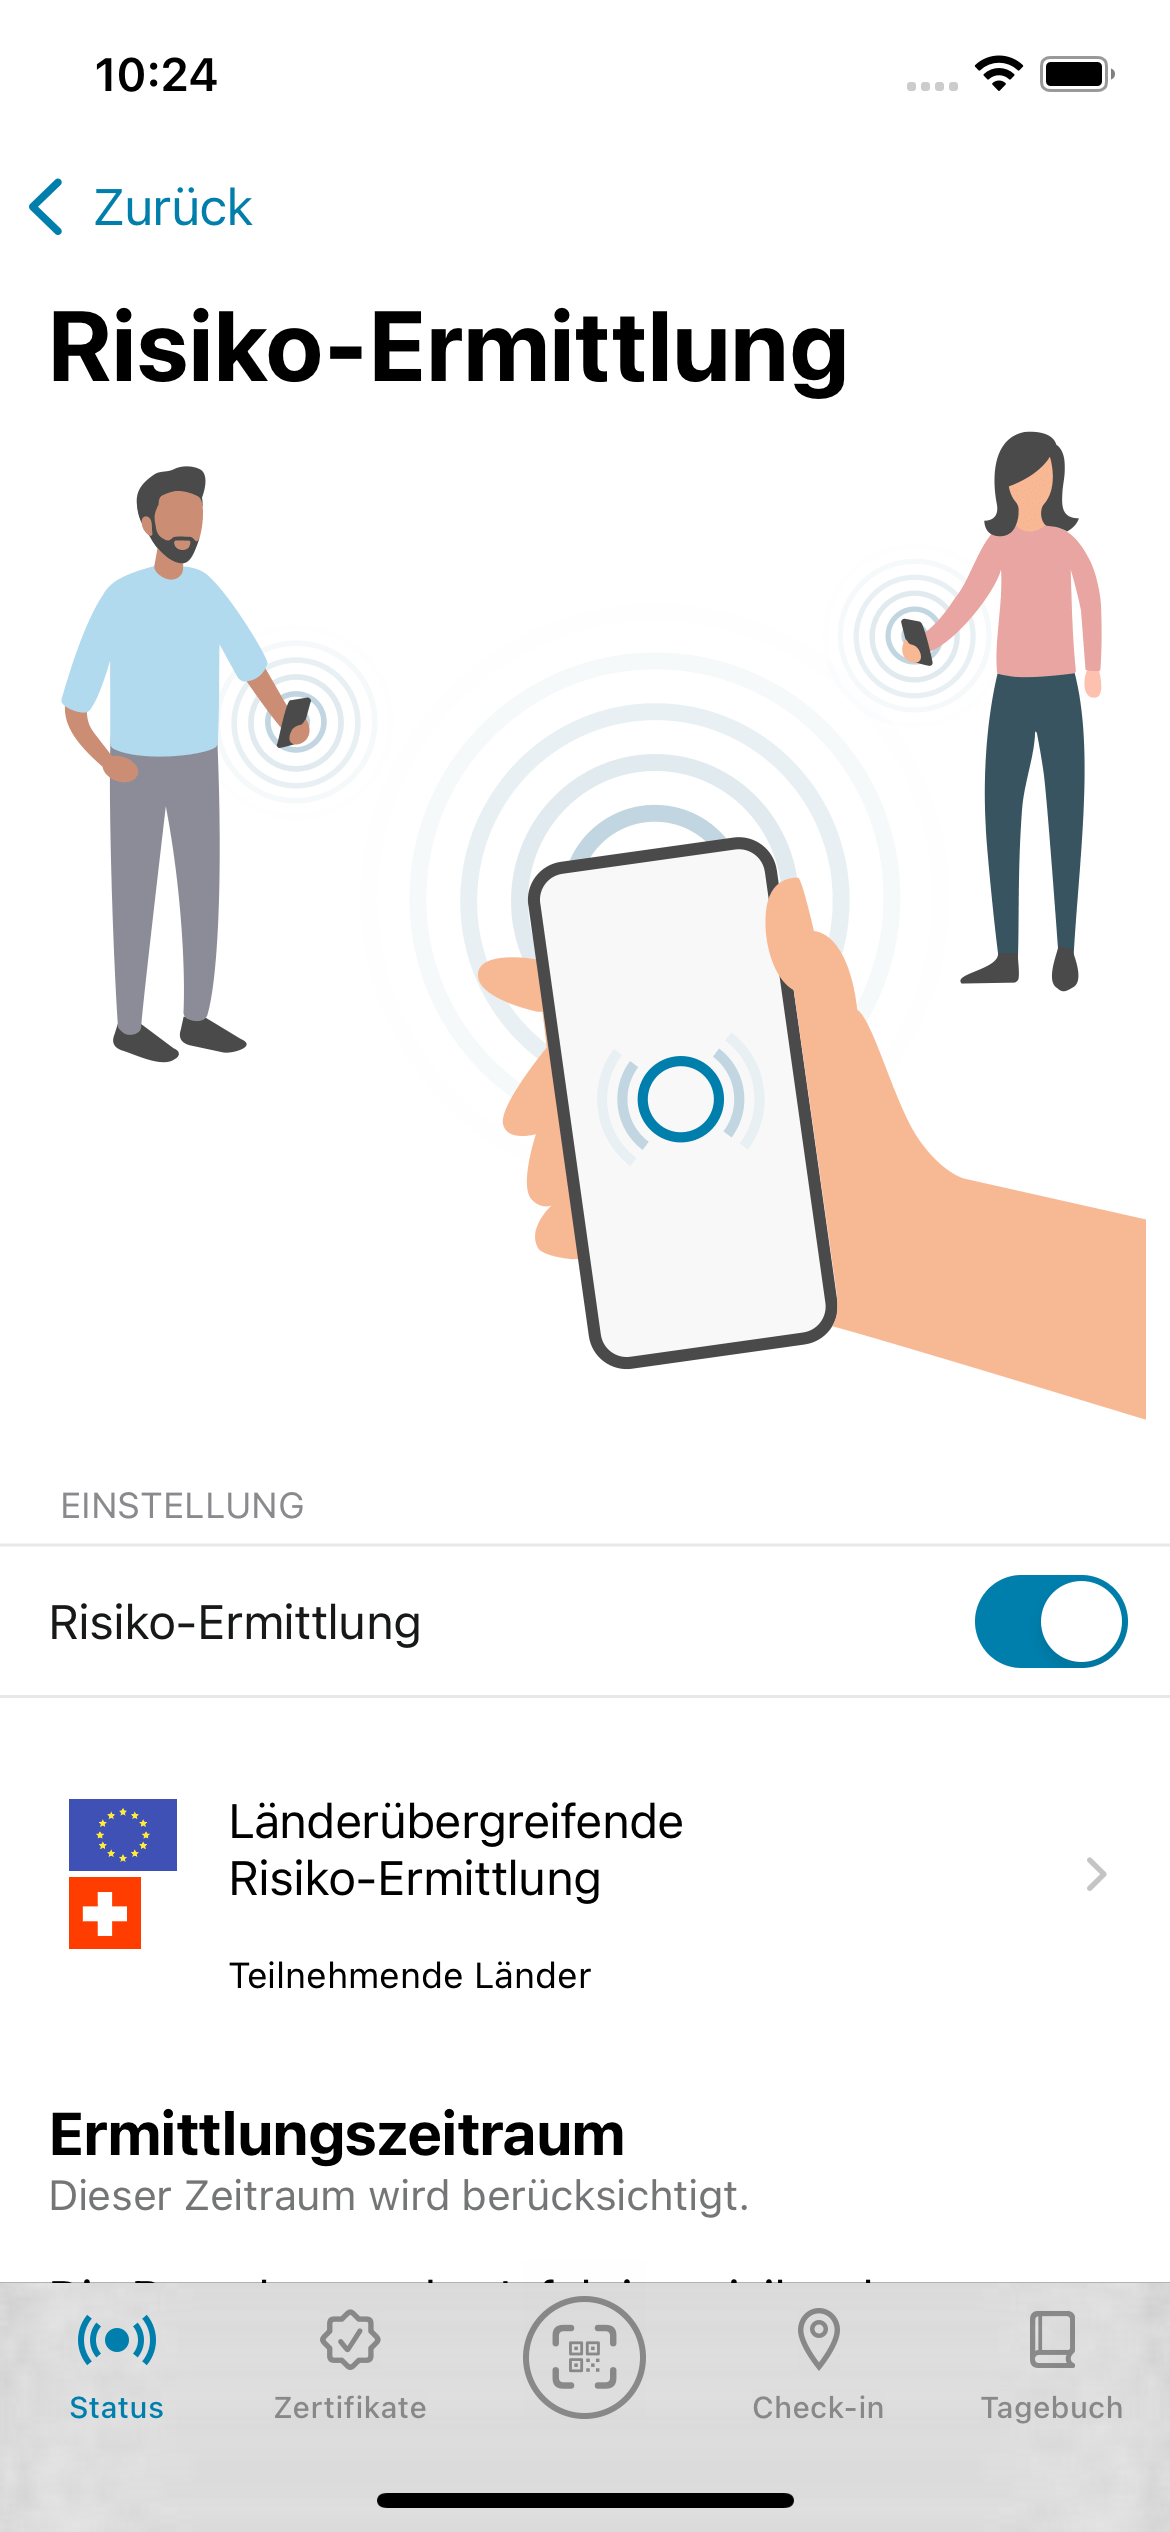 10:24
Zurück
Risiko-Ermittlung
EINSTELLUNG
Risiko-Ermittlung
Länderübergreifende
Risiko-Ermittlung
Teilnehmende Länder
Ermittlungszeitraum
Dieser Zeitraum wird berücksichtigt.
Status
Zertifikate
Check-in
Tagebuch